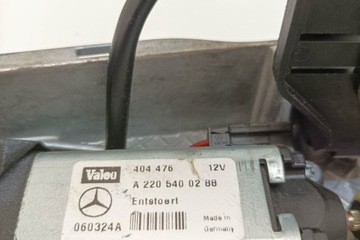 Valeo 404.476 12V
A 220 540 02 88
Entstoert
060324A
Made in
Germany